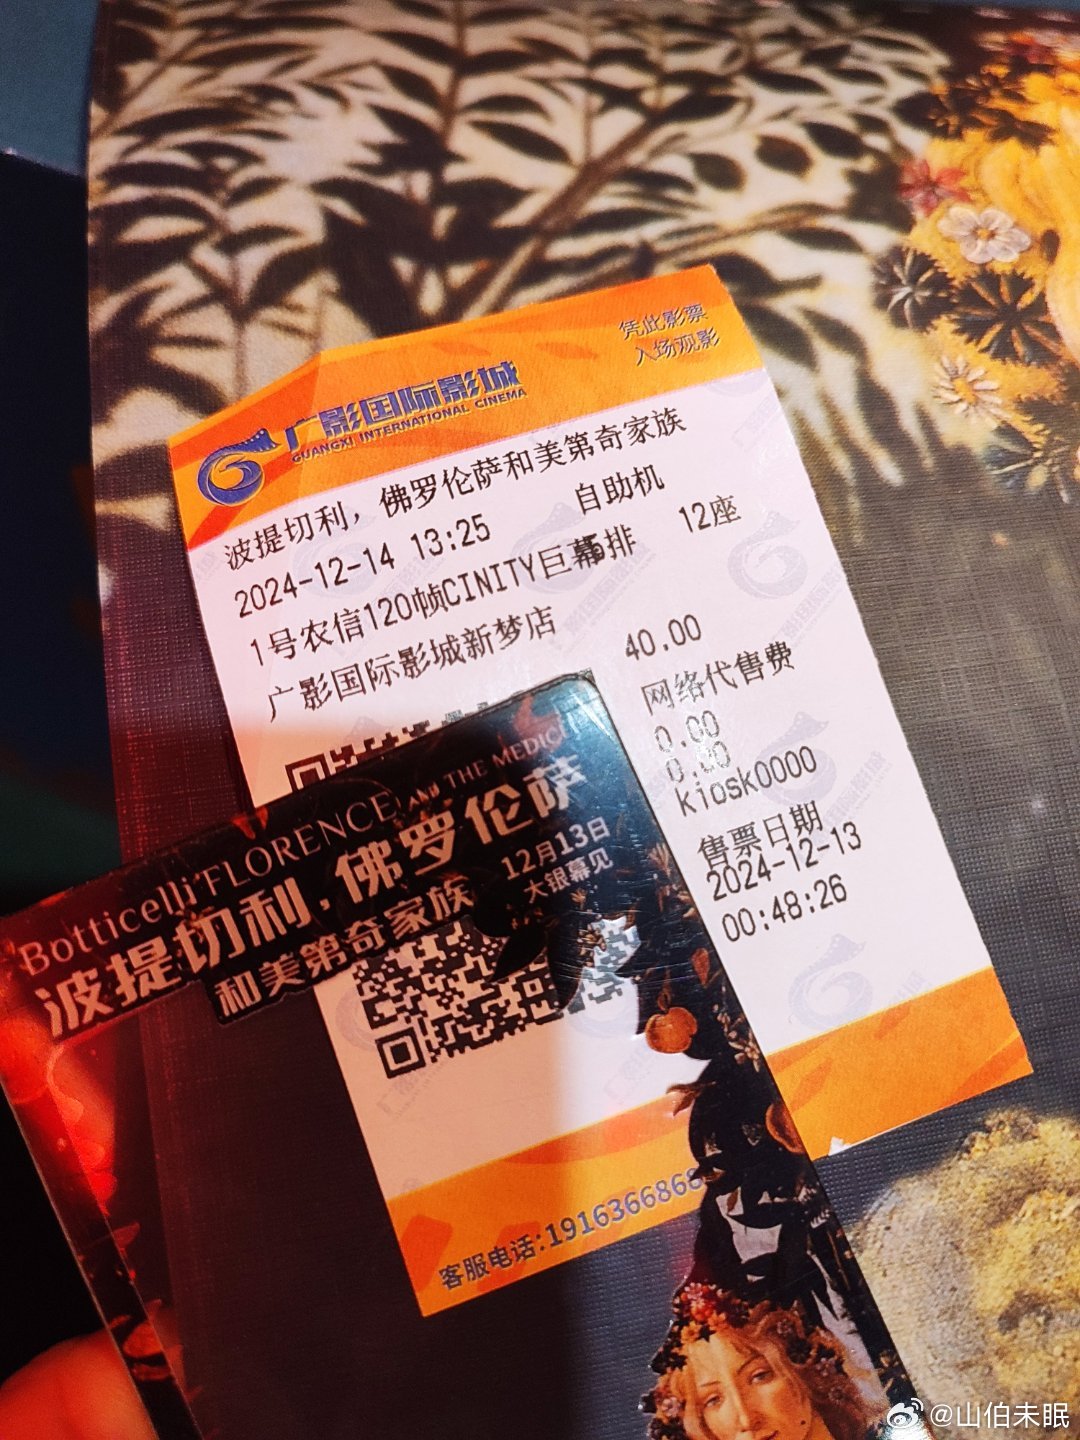 凭此影票
入场观影
广影国际影城
GUANGXI INTERNATIONAL CINEMA
波提切利，佛罗伦萨和美第奇家族
2024-12-14 13:25 自助机
1号农信120帧CINITY巨幕 排 12座
广影国际影城新梦店 40.00
网络代售费
0.00
0.00
kiosk0000
售票日期
2024-12-13
00:48:26
Botticelli FLORENCE AND THE MEDICI
波提切利，佛罗伦萨
和美第奇家族
12月13日
大银幕见
客服电话:1916366868
@山伯未眠